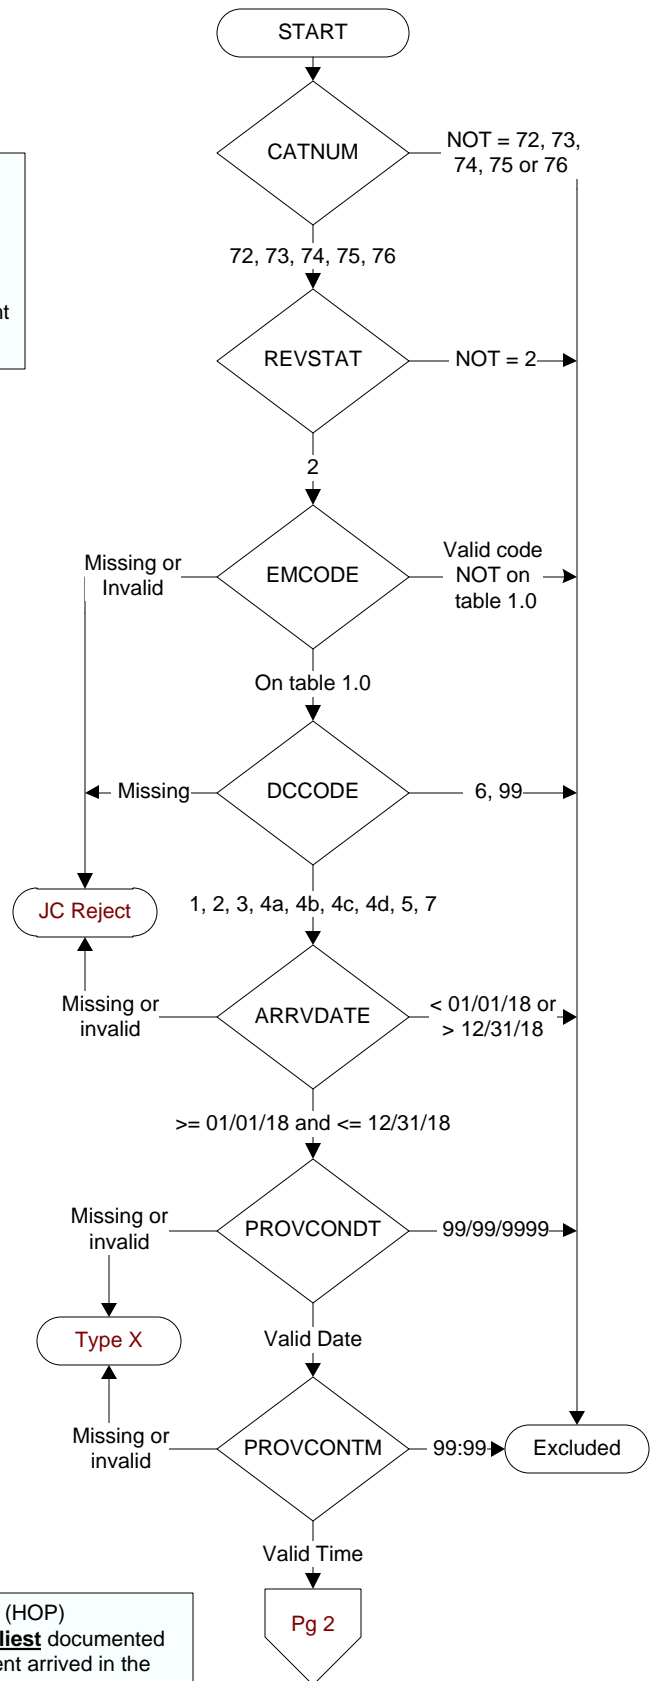 START
CATNUM
NOT = 72, 73,
74, 75 or 76
nt
72, 73, 74, 75, 76
REVSTAT
NOT = 2
2
Missing or
Invalid
EMCODE
Valid code
NOT on
table 1.0
On table 1.0
Missing
DCCODE
6, 99
JC Reject
1, 2, 3, 4a, 4b, 4c, 4d, 5, 7
Missing or
invalid
ARRVDATE
< 01/01/18 or
> 12/31/18
>= 01/01/18 and <= 12/31/18
Missing or
invalid
PROVCONDT
99/99/9999
Type X
Valid Date
Missing or
invalid
PROVCONTM
99:99
Excluded
Valid Time
Pg 2
(HOP)
liest documented
ent arrived in the